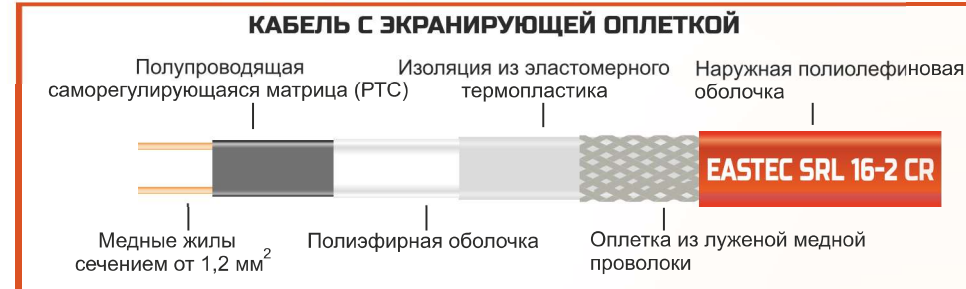 КАБЕЛЬ С ЭКРАНИРУЮЩЕЙ ОПЛЕТКОЙ
Полупроводящая
саморегулирующаяся матрица (PTC)
Изоляция из эластомерного
термопластика
Наружная полиолефиновая
оболочка
EASTEC SRL 16-2 CR
Медные жилы
сечением от 1,2 мм²
Полиэфирная оболочка
Оплетка из луженой медной
проволоки